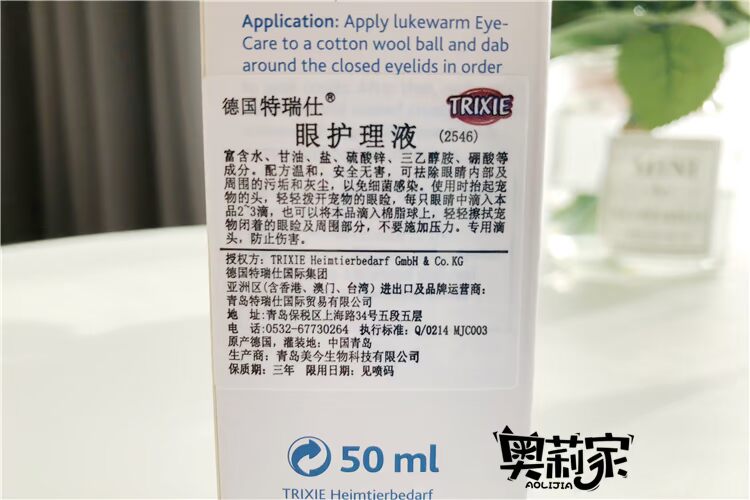 Application: Apply lukewarm Eye-
Care to a cotton wool ball and dab
around the closed eyelids in order
德国特瑞仕®
TRIXIE
眼护理液 (2546)
富含水、甘油、盐、硫酸锌、三乙醇胺、硼酸等
成分。配方温和，安全无害，可祛除眼睛内部及
周围的污垢和灰尘，以免细菌感染。使用时抬起宠
物的头，轻轻拨开宠物的眼睑，每只眼睛中滴入本
品2~3滴，也可以将本品滴入棉脂球上，轻轻擦拭宠
物闭着的眼睑及周围部分，不要施加压力。专用滴
头，防止伤害。
授权方：TRIXIE Heimtierbedarf GmbH & Co.KG
德国特瑞仕国际集团
亚洲区(含香港、澳门、台湾）进出口及品牌运营商：
青岛特瑞仕国际贸易有限公司
地 址:青岛保税区上海路34号五段五层
电 话:0532-67730264 执行标准：Q/0214 MJC003
原产德国，灌装地：中国青岛
生产商：青岛美今生物科技有限公司
保质期：三年 限用日期：见喷码
50 ml
TRIXIE Heimtierbedarf
奥莉家
AOLIJIA